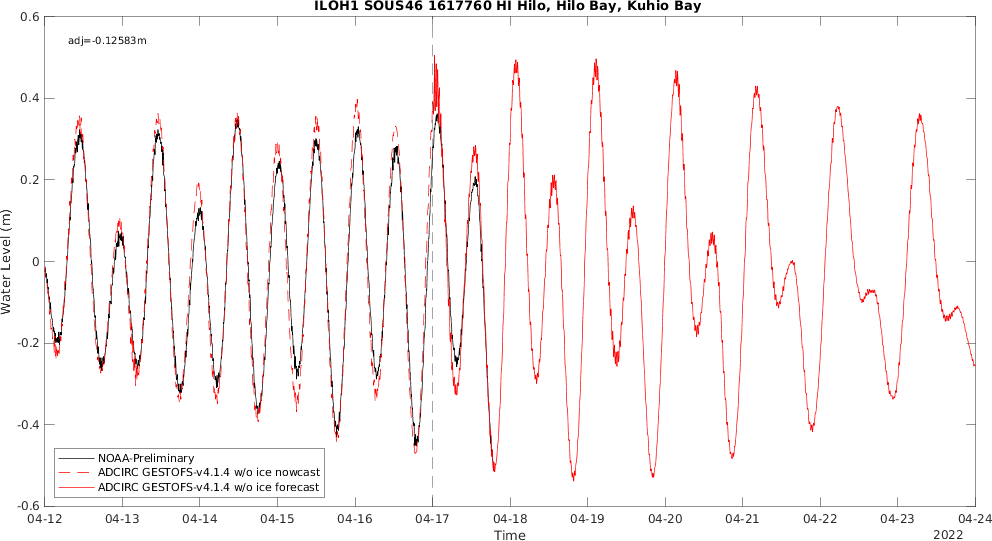 ILOH1 SOUS46 1617760 HI Hilo, Hilo Bay, Kuhio Bay
adj=-0.12583m
0.6
0.4
0.2
0
-0.2
-0.4
-0.6
Water Level (m)
NOAA-Preliminary
ADCIRC GESTOFS-v4.1.4 w/o ice nowcast
ADCIRC GESTOFS-v4.1.4 w/o ice forecast
04-12 04-13 04-14 04-15 04-16 04-17 04-18 04-19 04-20 04-21 04-22 04-23 04-24
Time
2022